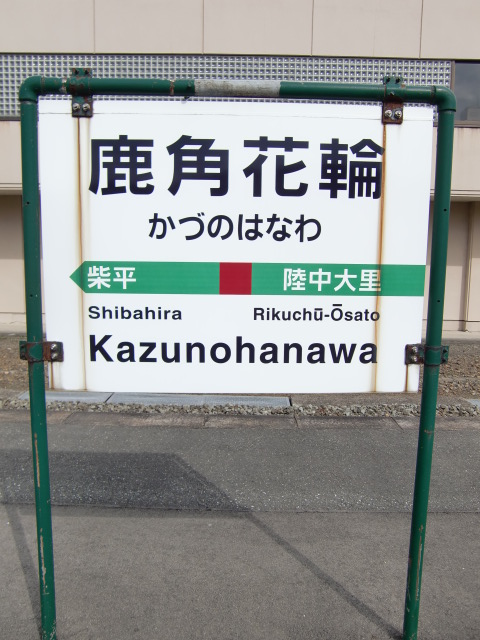 鹿角花輪
かづのはなわ
柴平 陸中大里
Shibahira Rikuchū-Ōsato
Kazunohanawa